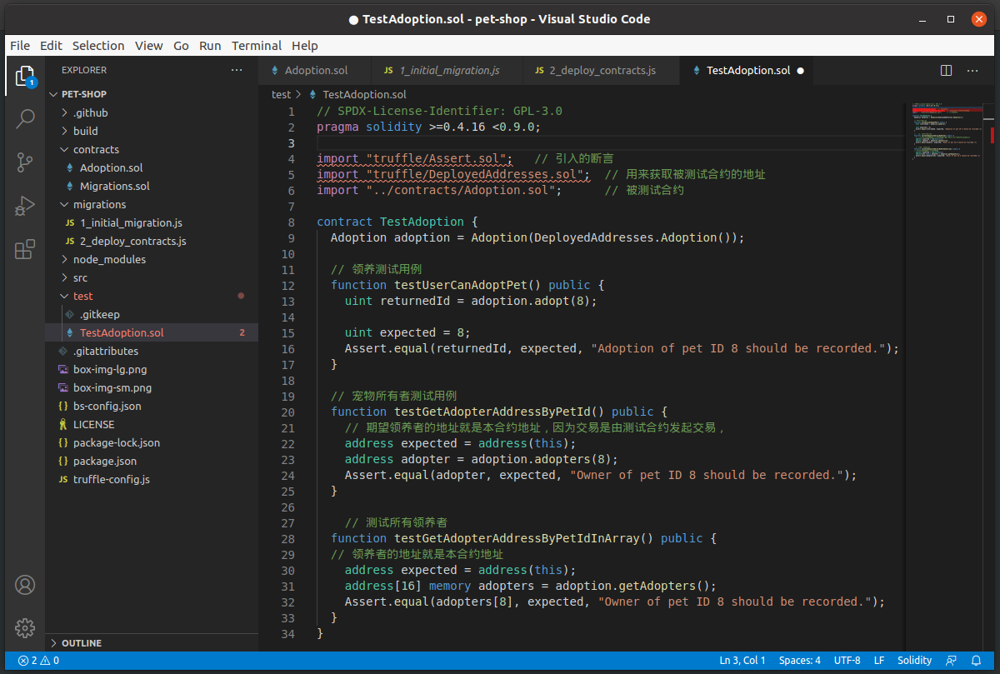 ● TestAdoption.sol - pet-shop - Visual Studio Code
File Edit Selection View Go Run Terminal Help
1
EXPLORER ···
Adoption.sol JS 1_initial_migration.js JS 2_deploy_contracts.js TestAdoption.sol ● ···
PET-SHOP
.github
build
contracts
Adoption.sol
Migrations.sol
migrations
JS 1_initial_migration.js
JS 2_deploy_contracts.js
node_modules
src
test
.gitkeep
TestAdoption.sol 2
.gitattributes
box-img-lg.png
box-img-sm.png
{} bs-config.json
LICENSE
{} package-lock.json
{} package.json
JS truffle-config.js
OUTLINE
test > TestAdoption.sol
1 // SPDX-License-Identifier: GPL-3.0
2 pragma solidity >=0.4.16 <0.9.0;
3
4 import "truffle/Assert.sol"; // 引入的断言
5 import "truffle/DeployedAddresses.sol"; // 用来获取被测试合约的地址
6 import "../contracts/Adoption.sol"; // 被测试合约
7
8 contract TestAdoption {
9 Adoption adoption = Adoption(DeployedAddresses.Adoption());
10
11 // 领养测试用例
12 function testUserCanAdoptPet() public {
13 uint returnedId = adoption.adopt(8);
14
15 uint expected = 8;
16 Assert.equal(returnedId, expected, "Adoption of pet ID 8 should be recorded.");
17 }
18
19 // 宠物所有者测试用例
20 function testGetAdopterAddressByPetId() public {
21 // 期望领养者的地址就是本合约地址，因为交易是由测试合约发起交易，
22 address expected = address(this);
23 address adopter = adoption.adopters(8);
24 Assert.equal(adopter, expected, "Owner of pet ID 8 should be recorded.");
25 }
26
27 // 测试所有领养者
28 function testGetAdopterAddressByPetIdInArray() public {
29 // 领养者的地址就是本合约地址
30 address expected = address(this);
31 address[16] memory adopters = adoption.getAdopters();
32 Assert.equal(adopters[8], expected, "Owner of pet ID 8 should be recorded.");
33 }
34 }
2 0 Ln 3, Col 1 Spaces: 4 UTF-8 LF Solidity